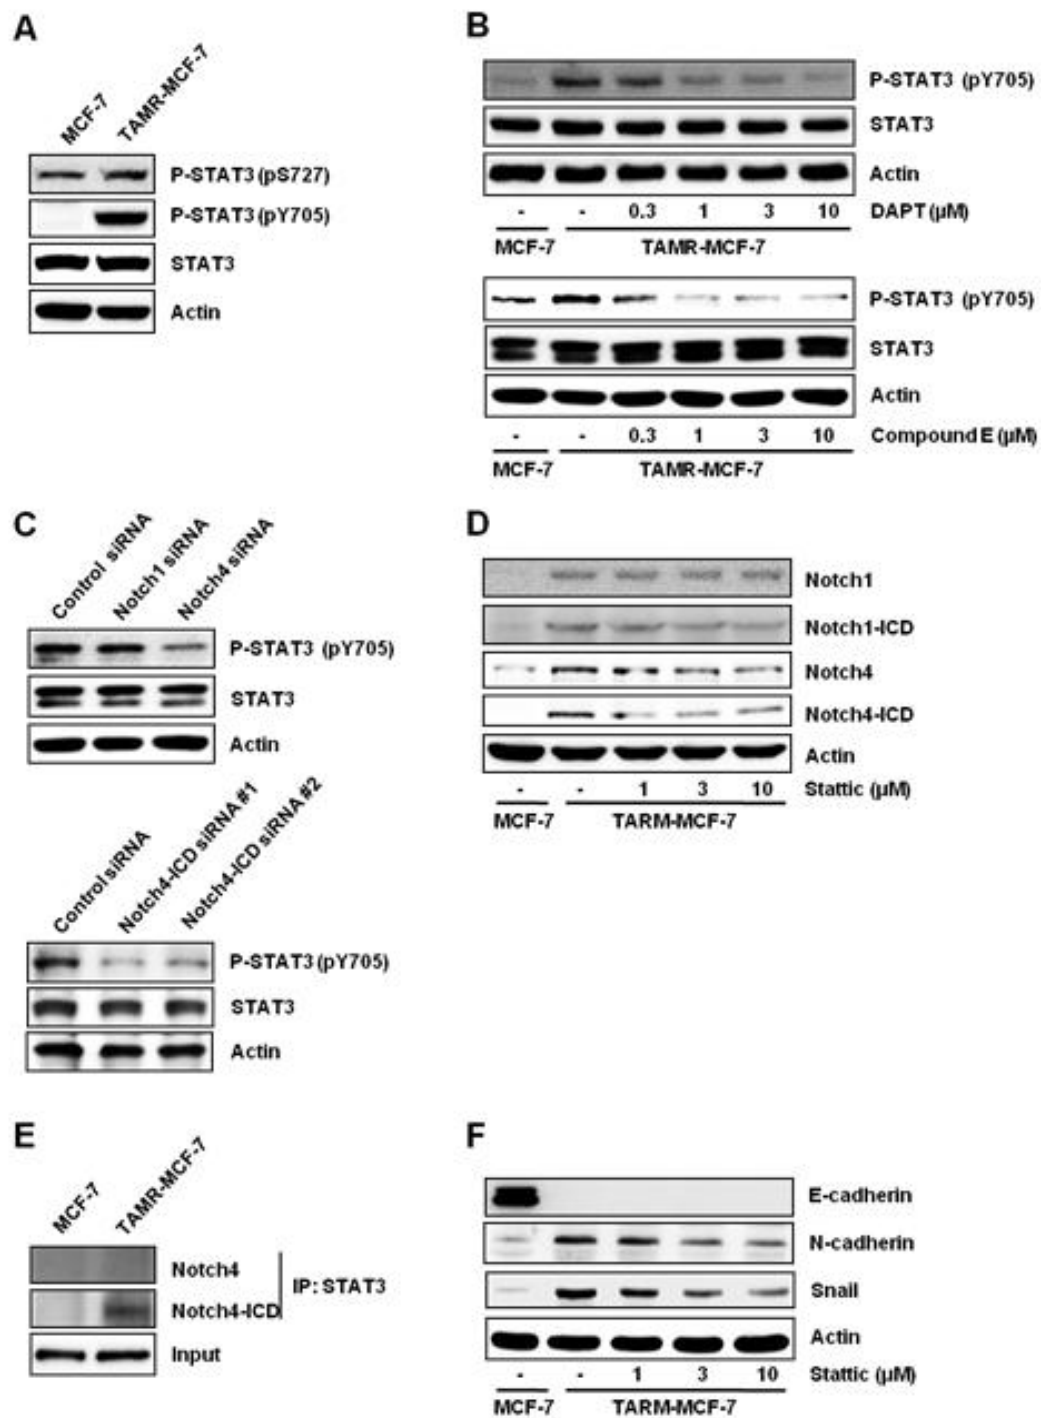 A
MCF-7
TAMR-MCF-7
P-STAT3 (pS727)
P-STAT3 (pY705)
STAT3
Actin
B
P-STAT3 (pY705)
STAT3
Actin
- - 0.3 1 3 10 DAPT (µM)
MCF-7 TAMR-MCF-7
P-STAT3 (pY705)
STAT3
Actin
- - 0.3 1 3 10 Compound E (µM)
MCF-7 TAMR-MCF-7
C
Control siRNA
Notch1 siRNA
Notch4 siRNA
P-STAT3 (pY705)
STAT3
Actin
Control siRNA
Notch4-ICD siRNA #1
Notch4-ICD siRNA #2
P-STAT3 (pY705)
STAT3
Actin
D
Notch1
Notch1-ICD
Notch4
Notch4-ICD
Actin
- - 1 3 10 Stattic (µM)
MCF-7 TARM-MCF-7
E
MCF-7
TAMR-MCF-7
Notch4
Notch4-ICD
IP: STAT3
Input
F
E-cadherin
N-cadherin
Snail
Actin
- - 1 3 10 Stattic (µM)
MCF-7 TARM-MCF-7